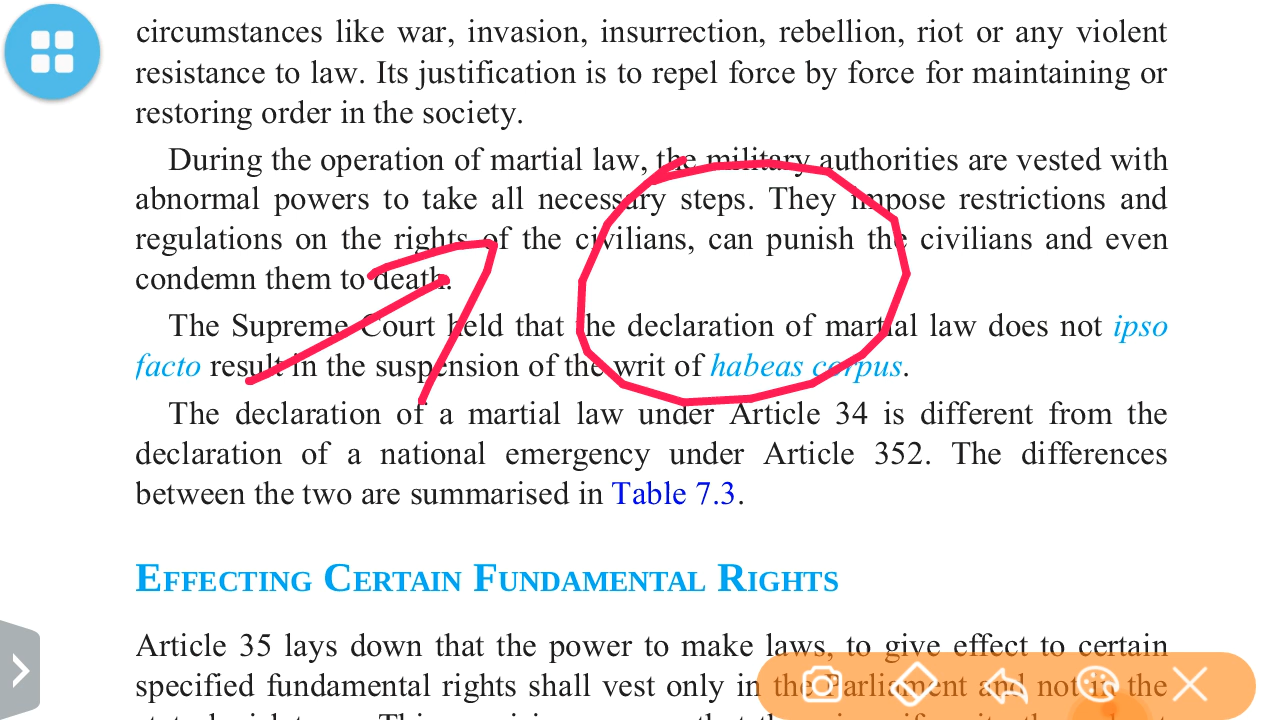 circumstances like war, invasion, insurrection, rebellion, riot or any violent
resistance to law. Its justification is to repel force by force for maintaining or
restoring order in the society.
During the operation of martial law, the military authorities are vested with
abnormal powers to take all necessary steps. They impose restrictions and
regulations on the rights of the civilians, can punish the civilians and even
condemn them to death.
The Supreme Court held that the declaration of martial law does not ipso
facto result in the suspension of the writ of habeas corpus.
The declaration of a martial law under Article 34 is different from the
declaration of a national emergency under Article 352. The differences
between the two are summarised in Table 7.3.
EFFECTING CERTAIN FUNDAMENTAL RIGHTS
Article 35 lays down that the power to make laws, to give effect to certain
specified fundamental rights shall vest only in the Parliament and not in the